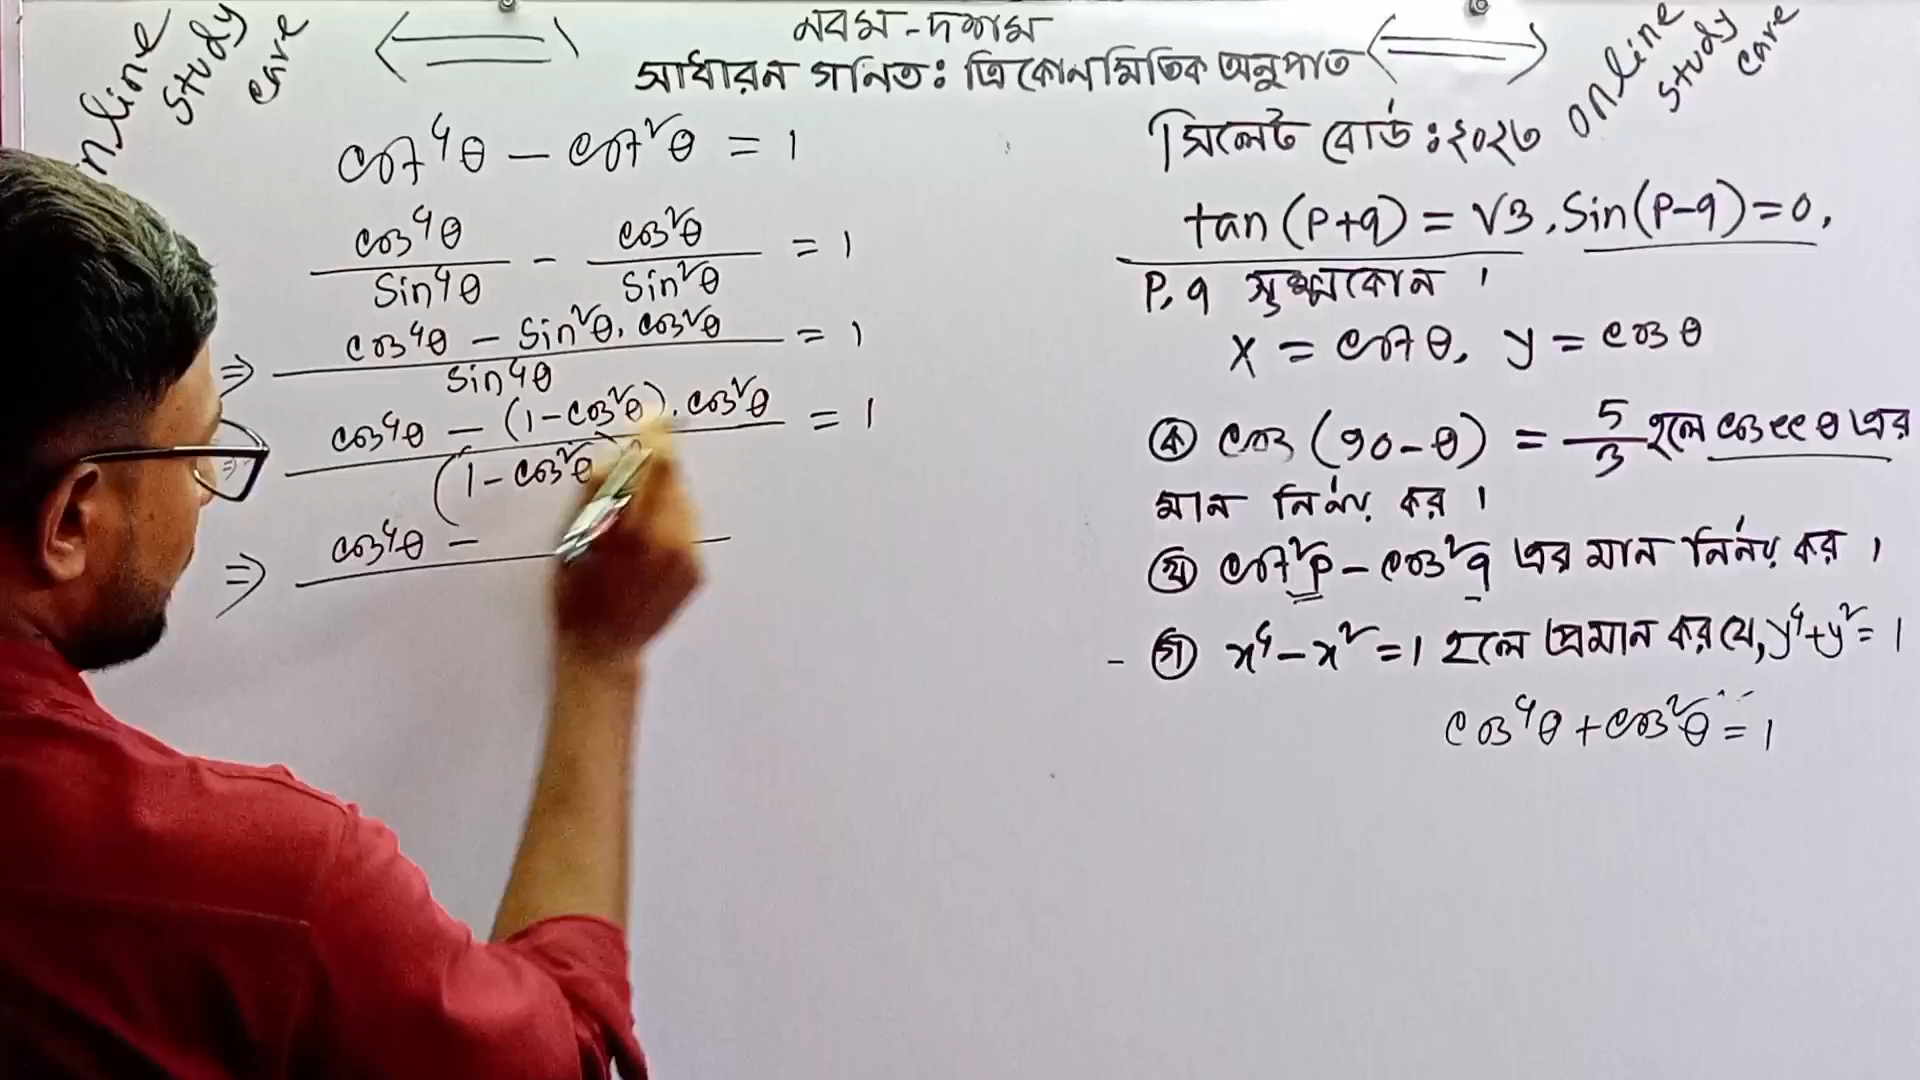 নবম-দশম
সাধারন গনিতঃ ত্রিকোনমিতিক অনুপাত
online study care
study care
cot⁴θ − cot²θ = 1
cos⁴θ/Sin⁴θ − cos²θ/Sin²θ = 1
⇒ (cos⁴θ − Sin²θ. cos²θ)/Sin⁴θ = 1
⇒ (cos⁴θ − (1−cos²θ). cos²θ)/(1−cos²θ = 1
⇒ cos⁴θ −
সিলেট বোর্ড ঃ ২০২৩
tan(P+q) = √3, Sin(P−q)=0,
P, q সুক্ষ্মকোন ।
x = cotθ, y = cosθ
ক cos (90−θ) = 5/3 হলে cosecθ এর
মান নির্নয় কর ।
খ cot²p − cos²q এর মান নির্নয় কর ।
গ x⁴−x²=1 হলে প্রমান কর যে, y⁴+y²=1
cos⁴θ + cos²θ = 1